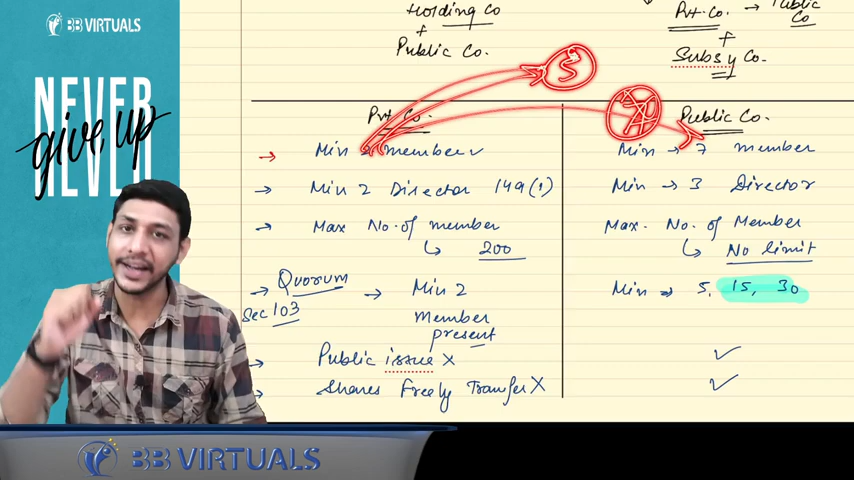 BB VIRTUALS
NEVER
give up
NEVER
Holding Co
+
Public Co.
Pvt. Co. → Public Co
+
Subsy Co.
S
Pvt Co.
Public Co.
→ Min 2 member ✓
Min → 7 member
→ Min 2 Director 149(1)
Min → 3 Director
→ Max No. of member
↳ 200
Max. No. of Member
↳ No limit
→ Quorum → Min 2
Sec 103
Member
present
Min → 5, 15, 30
→ Public issue X
✓
→ Shares Freely Transfer X
✓
BB VIRTUALS